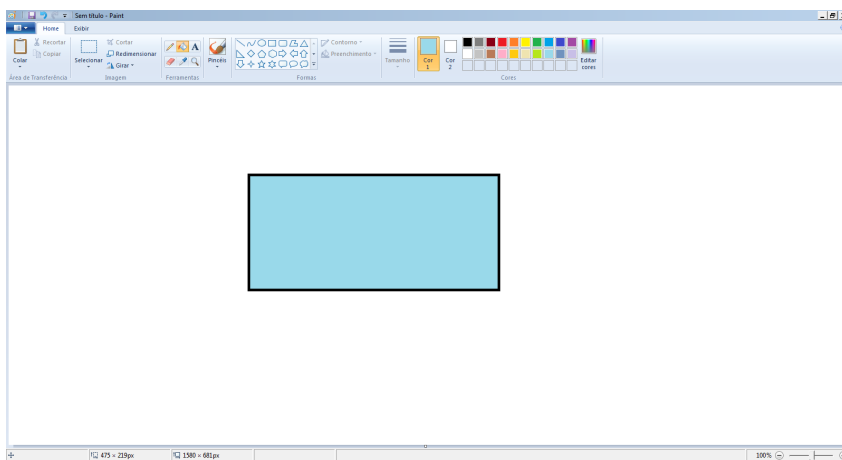 Sem título - Paint
Home Exibir
Colar
Recortar
Copiar
Área de Transferência
Selecionar
Cortar
Redimensionar
Girar
Imagem
A
Ferramentas
Pincéis
Contorno
Preenchimento
Formas
Tamanho
Cor
1
Cor
2
Editar
cores
Cores
475 × 219px
1580 × 681px
100%